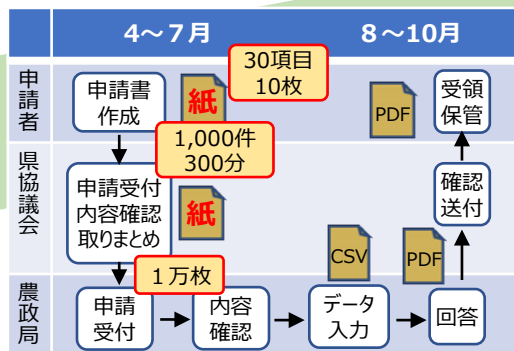 4～7月
8～10月
申請者
申請書
作成
紙
30項目
10枚
PDF
受領
保管
県協議会
1,000件
300分
申請受付
内容確認
取りまとめ
紙
確認
送付
農政局
1万枚
申請
受付
内容
確認
CSV
データ
入力
PDF
回答